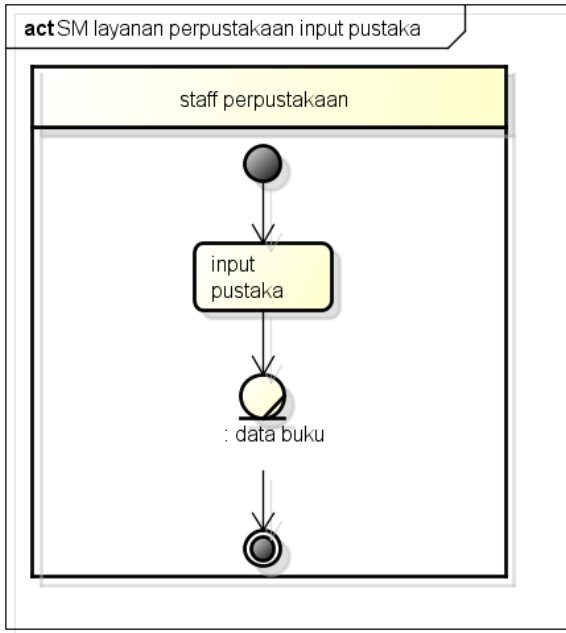 act SM layanan perpustakaan input pustaka
staff perpustakaan
input
pustaka
: data buku